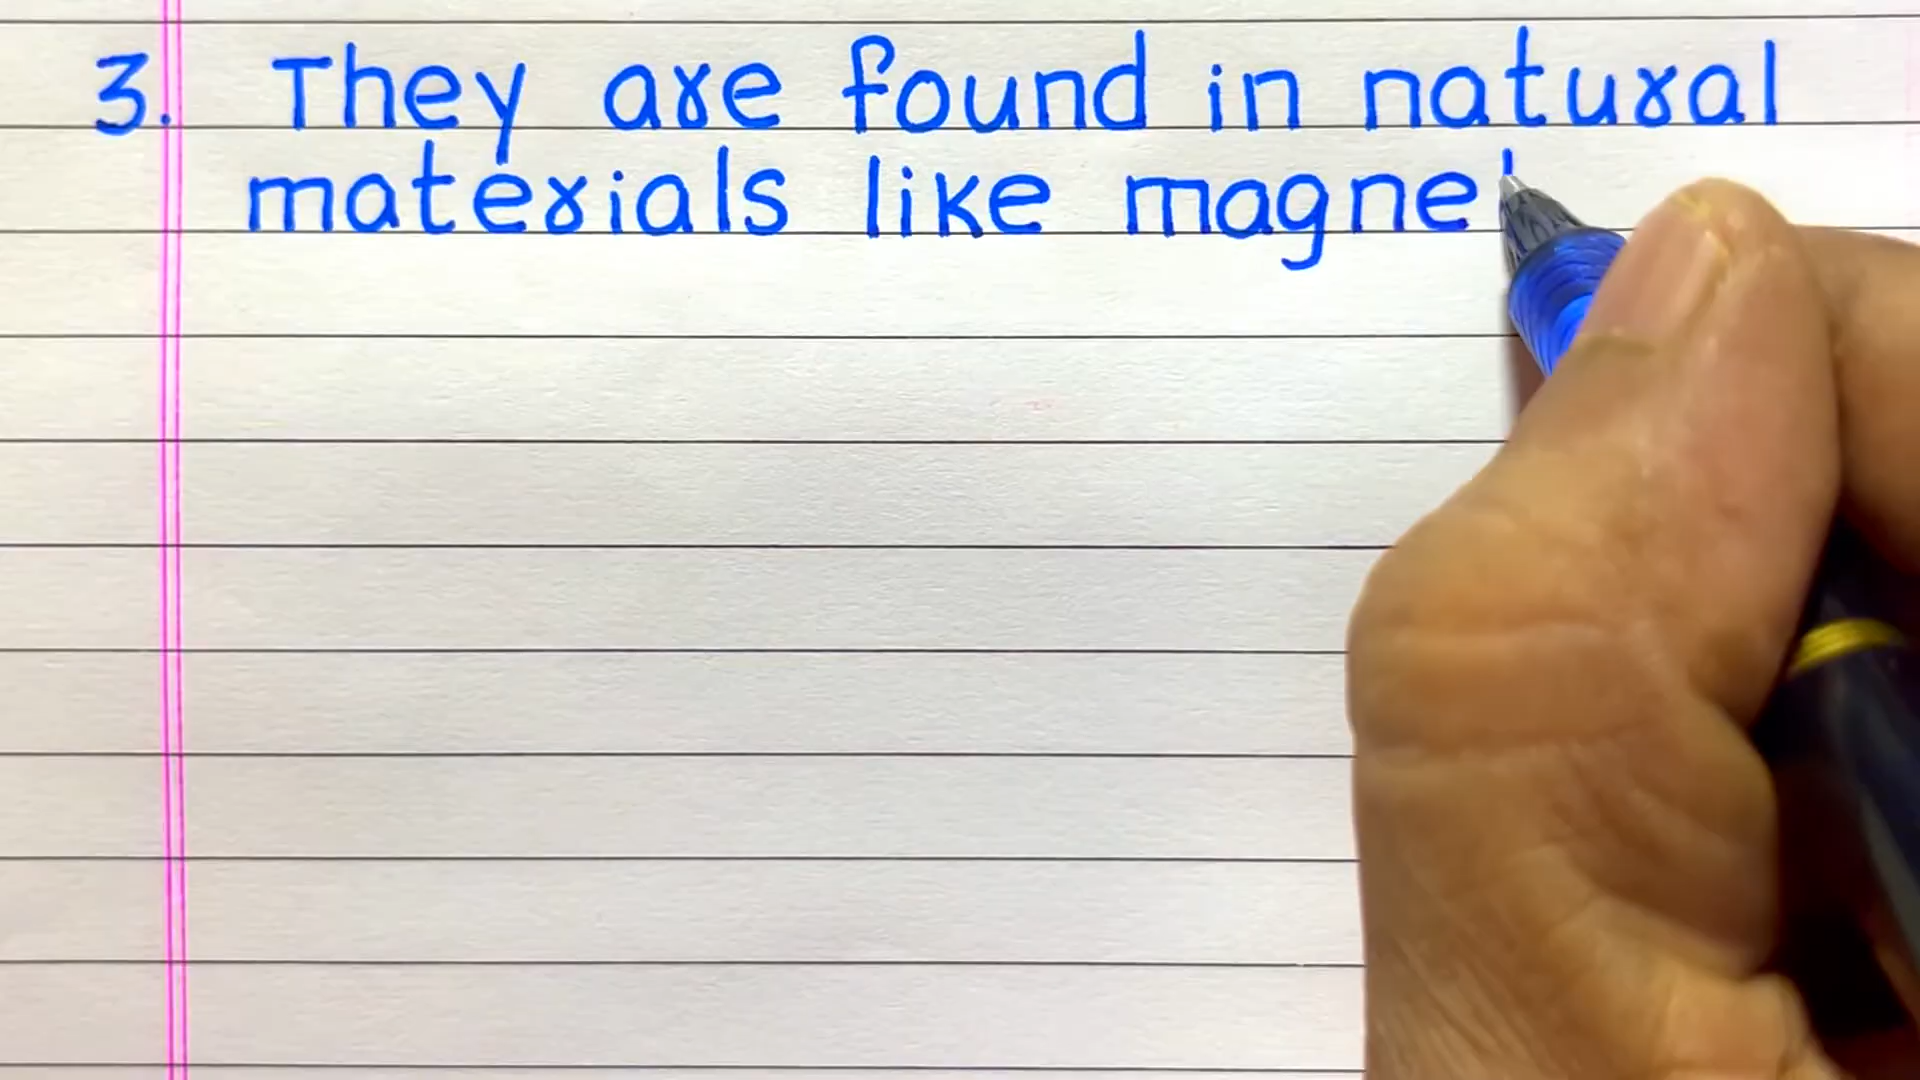 3. They are found in natural
materials like magne